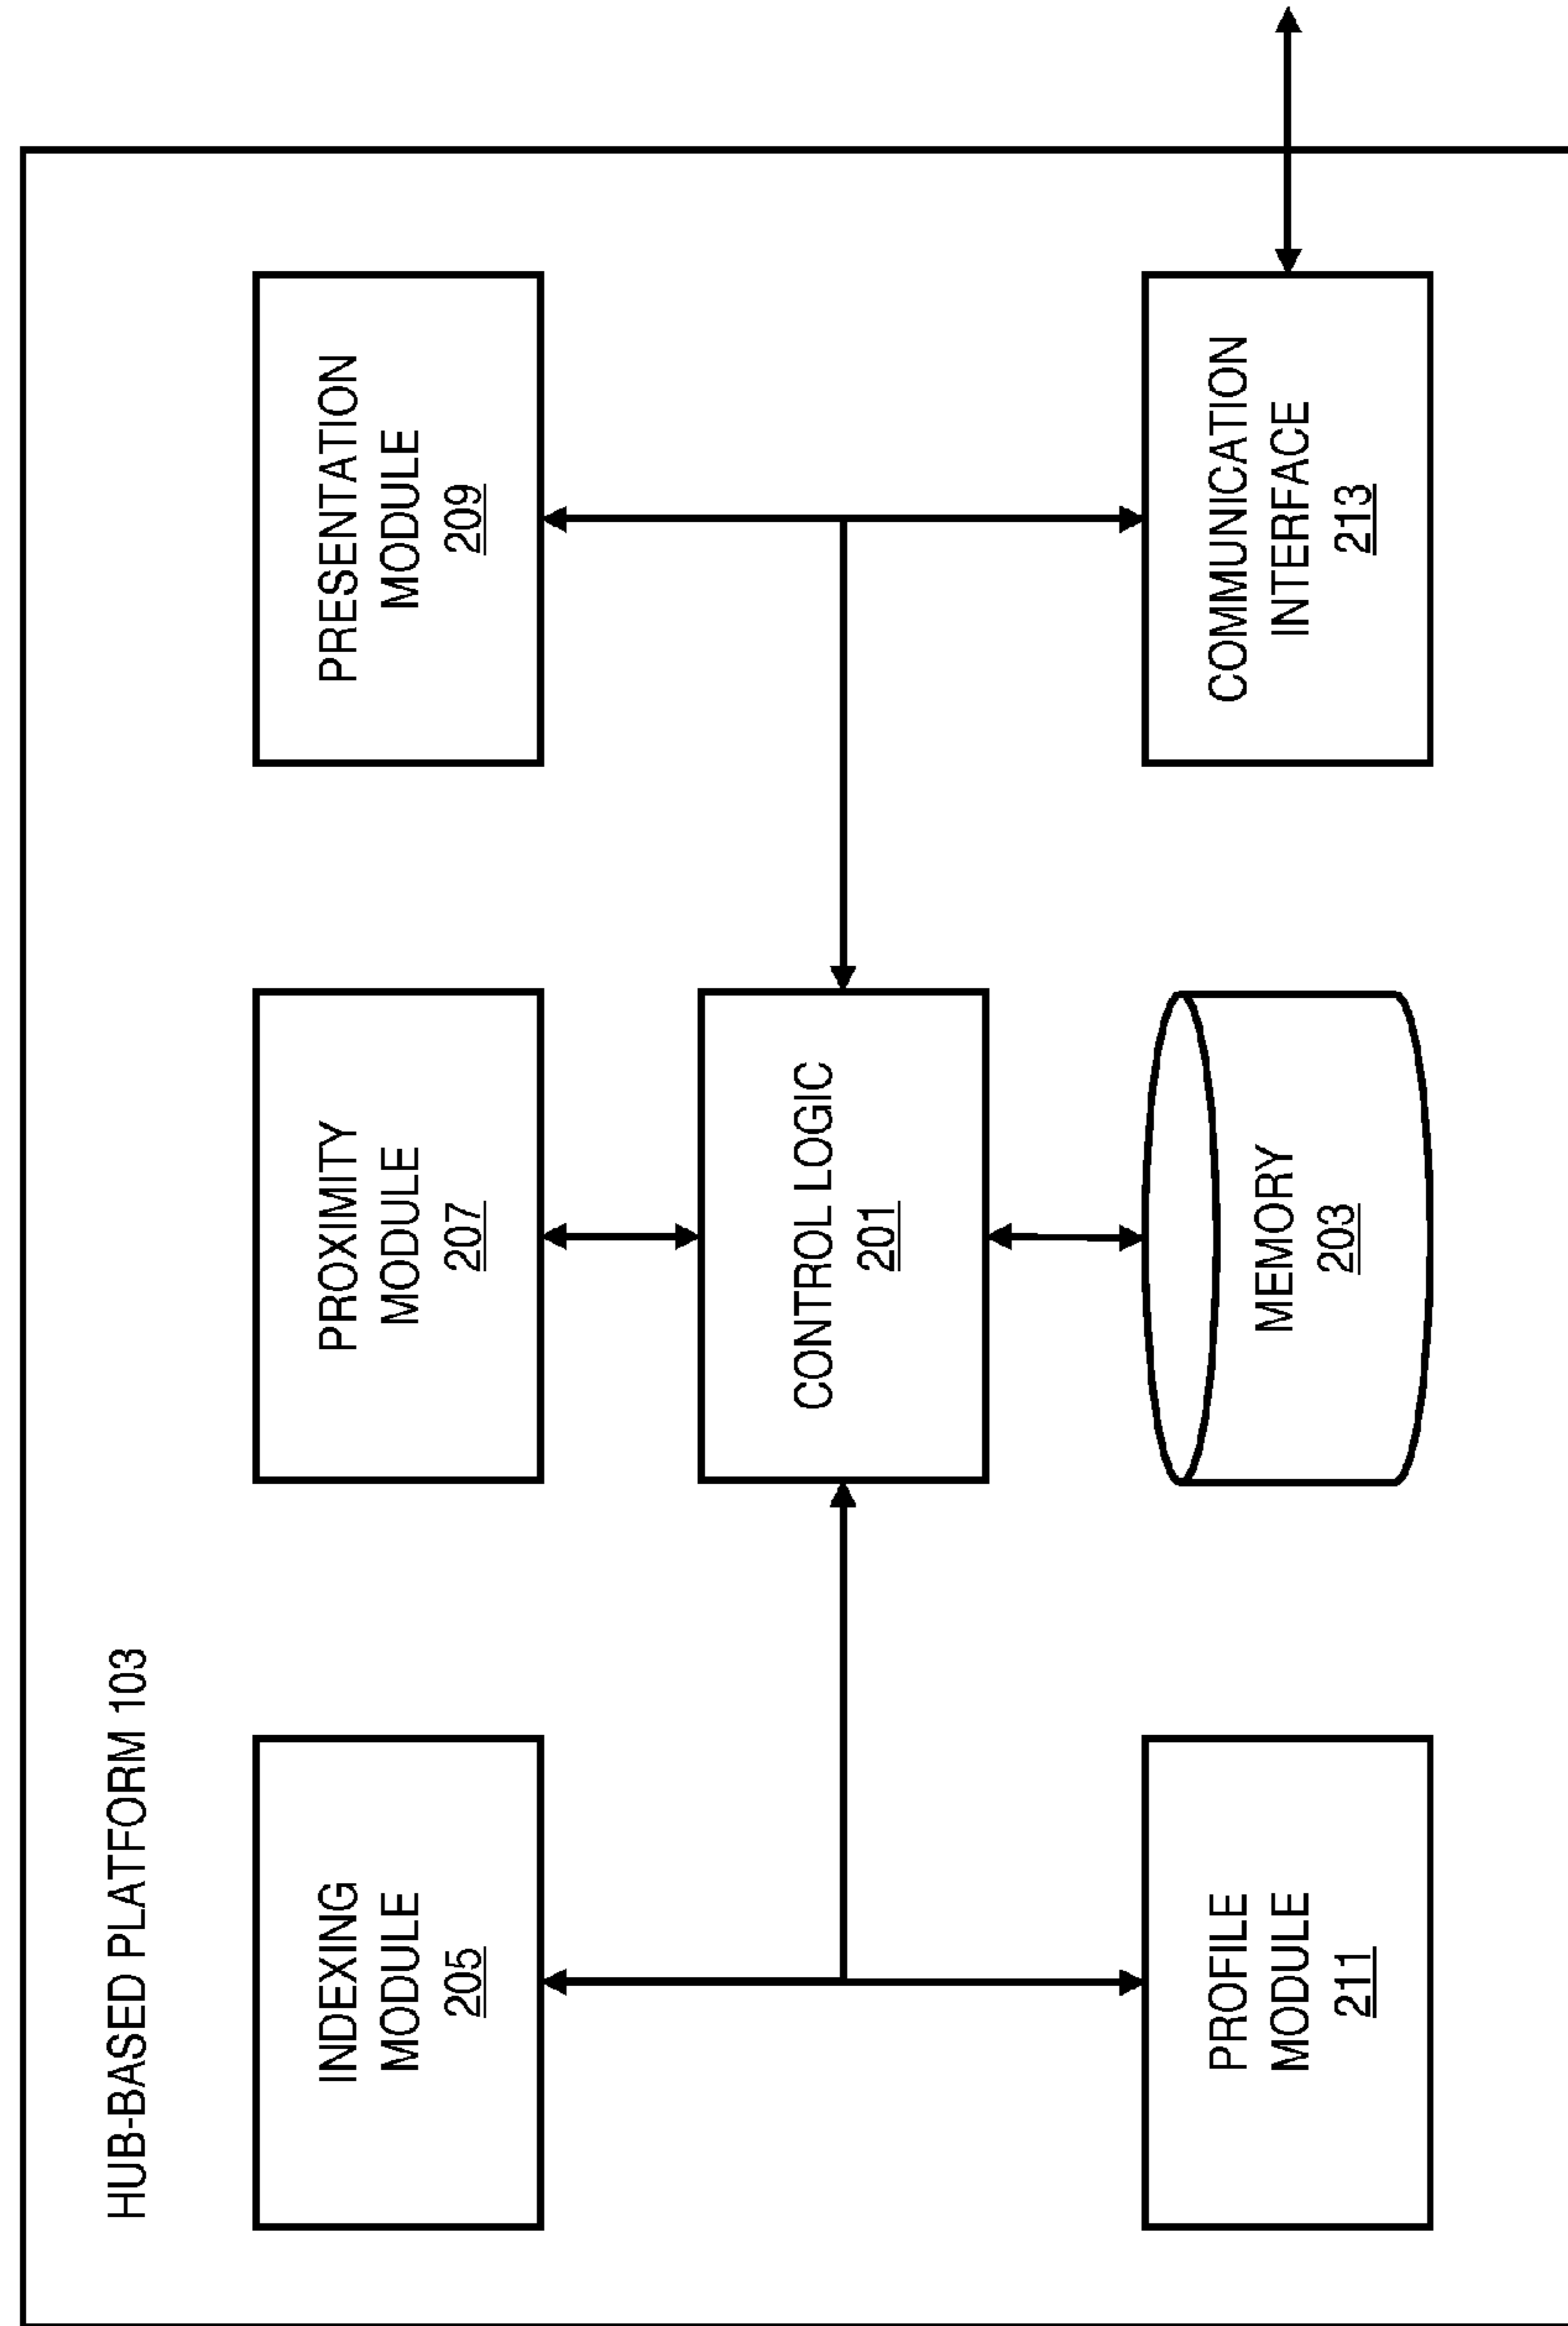 HUB-BASED PLATFORM 103
INDEXING
MODULE
205
PROXIMITY
MODULE
207
PRESENTATION
MODULE
209
CONTROL LOGIC
201
PROFILE
MODULE
211
MEMORY
203
COMMUNICATION
INTERFACE
213